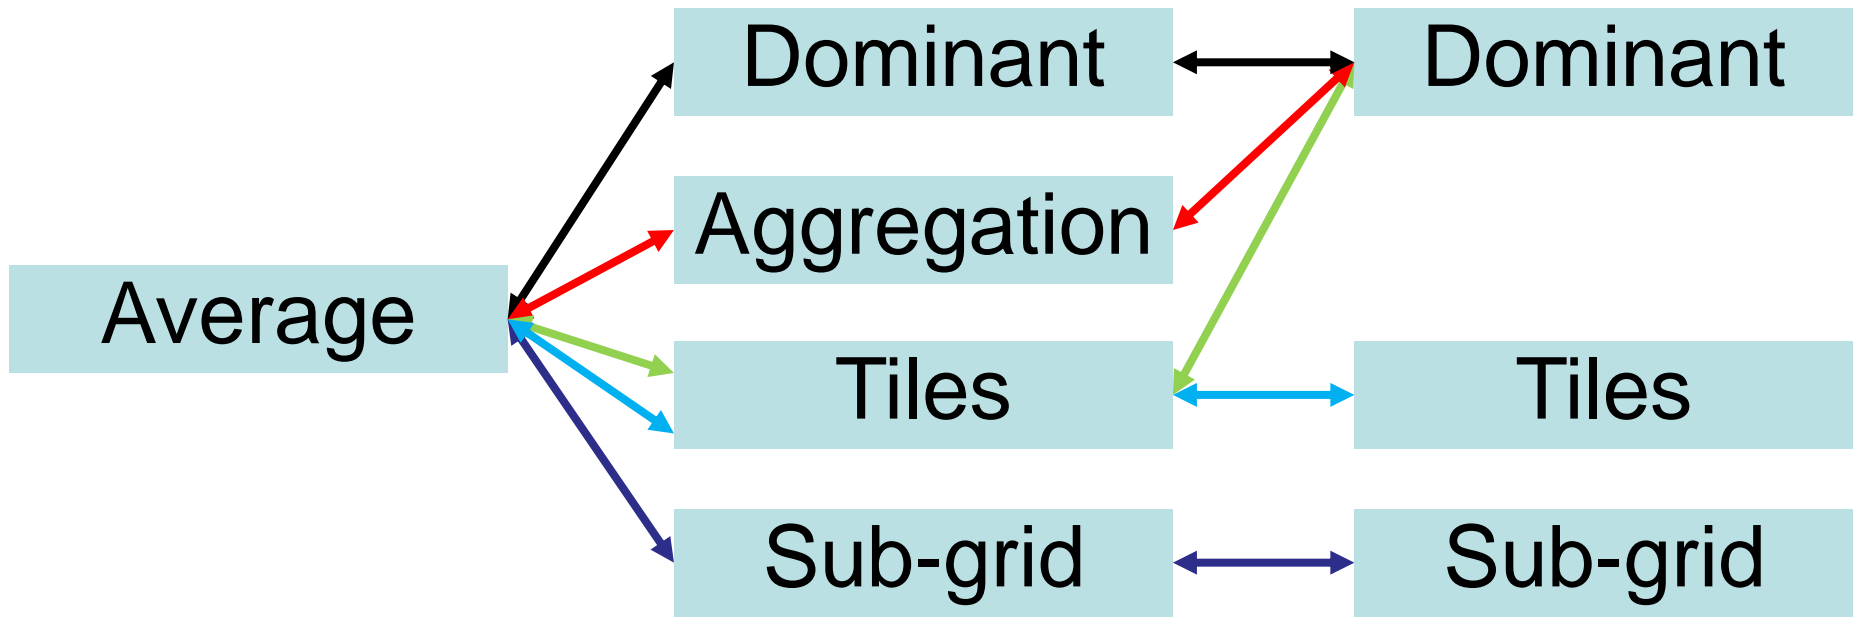 Dominant
Dominant
Aggregation
Average
Tiles
Tiles
Sub-grid
Sub-grid